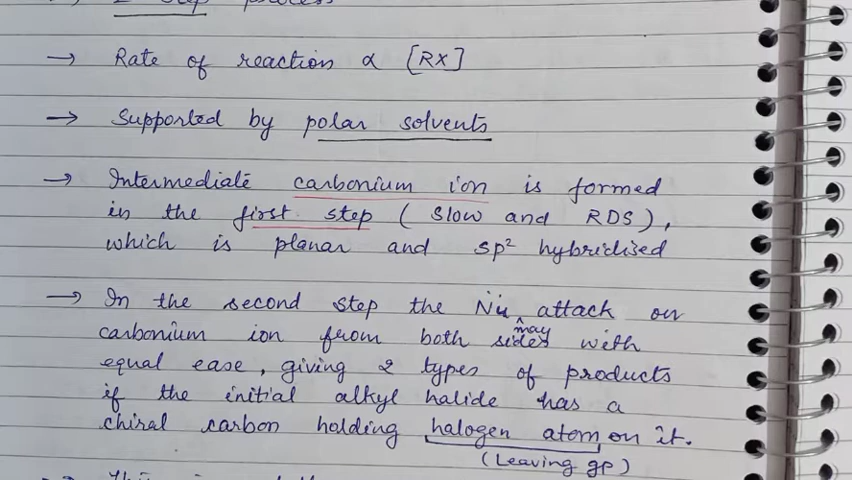 → Rate of reaction ∝ [RX]
→ Supported by polar solvents
→ Intermediate carbonium ion is formed
in the first step (slow and RDS),
which is planar and sp² hybridised
→ In the second step the Nu may attack on
carbonium ion from both sides with
equal ease, giving 2 types of products
if the initial alkyl halide has a
chiral carbon holding halogen atom on it.
(Leaving gp)